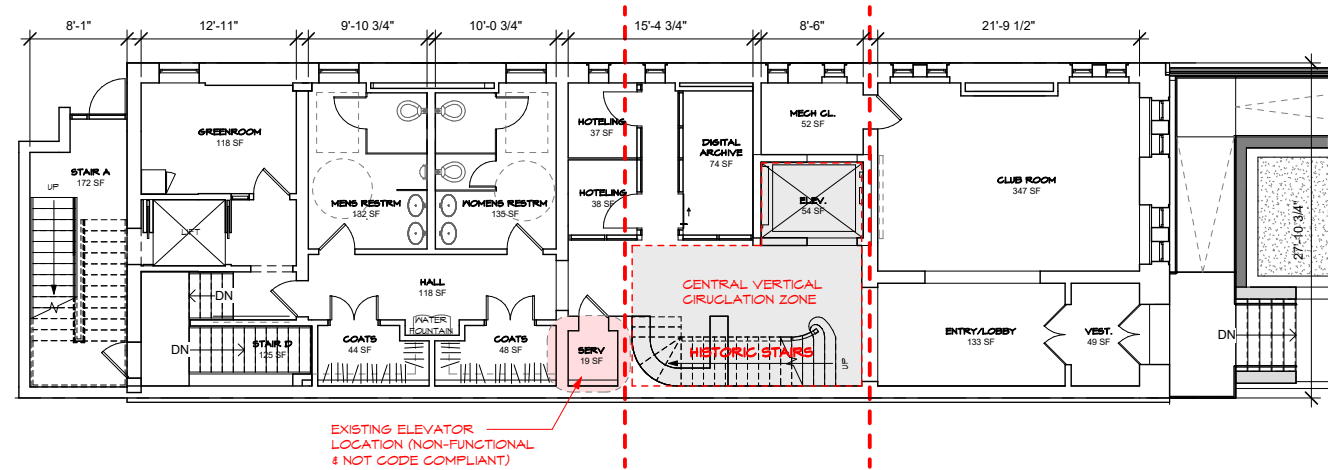 8'-1"
12'-11"
9'-10 3/4"
10'-0 3/4"
15'-4 3/4"
8'-6"
21'-9 1/2"
27'-10 3/4"
GREENROOM
118 SF
STAIR A
172 SF
UP
LIFT
MENS RESTRM
132 SF
WOMENS RESTRM
135 SF
HOTELING
37 SF
HOTELING
38 SF
DIGITAL
ARCHIVE
74 SF
MECH CL.
52 SF
ELEV.
54 SF
CLUB ROOM
347 SF
HALL
118 SF
DN
DN
STAIR D
125 SF
COATS
44 SF
WATER
FOUNTAIN
COATS
48 SF
SERV
19 SF
CENTRAL VERTICAL
CIRUCLATION ZONE
HISTORIC STAIRS
UP
ENTRY/LOBBY
133 SF
VEST.
49 SF
DN
EXISTING ELEVATOR
LOCATION (NON-FUNCTIONAL
& NOT CODE COMPLIANT)